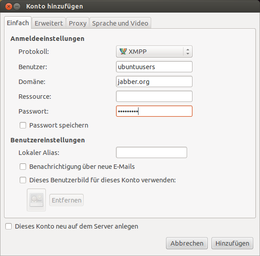 Konto hinzufügen
Einfach Erweitert Proxy Sprache und Video
Anmeldeeinstellungen
Protokoll: XMPP
Benutzer: ubuntuusers
Domäne: jabber.org
Ressource:
Passwort: •••••••••
Passwort speichern
Benutzereinstellungen
Lokaler Alias:
Benachrichtigung über neue E-Mails
Dieses Benutzerbild für dieses Konto verwenden:
Entfernen
Dieses Konto neu auf dem Server anlegen
Abbrechen Hinzufügen